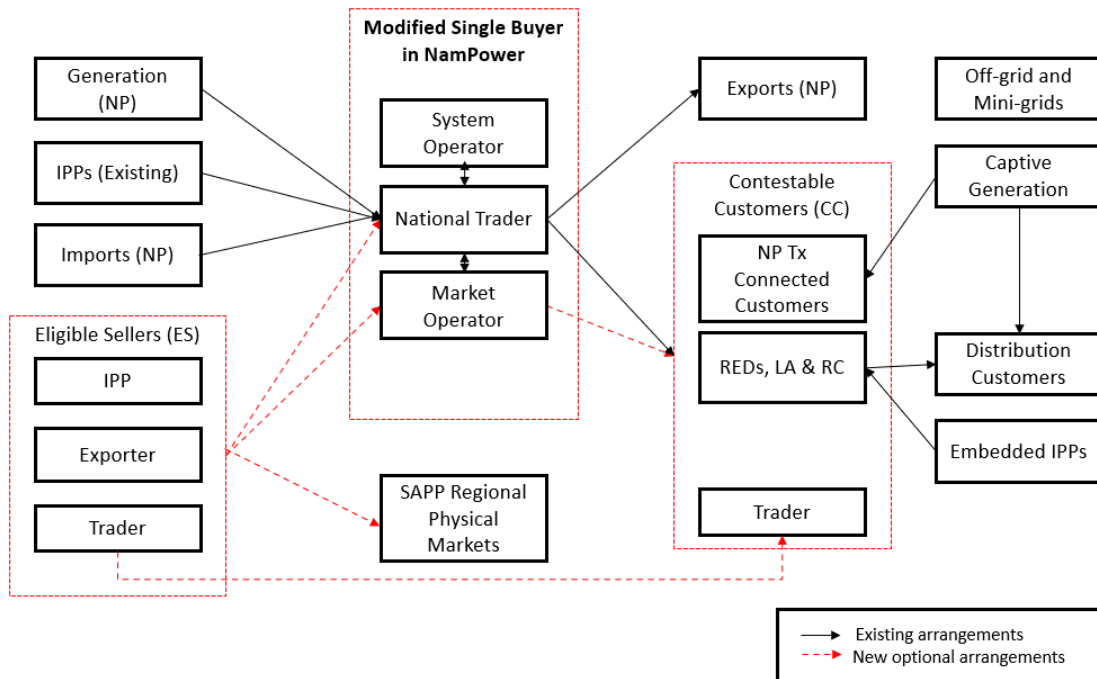 Modified Single Buyer
in NamPower
Generation
(NP)
IPPs (Existing)
Imports (NP)
Eligible Sellers (ES)
IPP
Exporter
Trader
System
Operator
National Trader
Market
Operator
SAPP Regional
Physical
Markets
Exports (NP)
Contestable
Customers (CC)
NP Tx
Connected
Customers
REDs, LA & RC
Trader
Off-grid and
Mini-grids
Captive
Generation
Distribution
Customers
Embedded IPPs
Existing arrangements
New optional arrangements